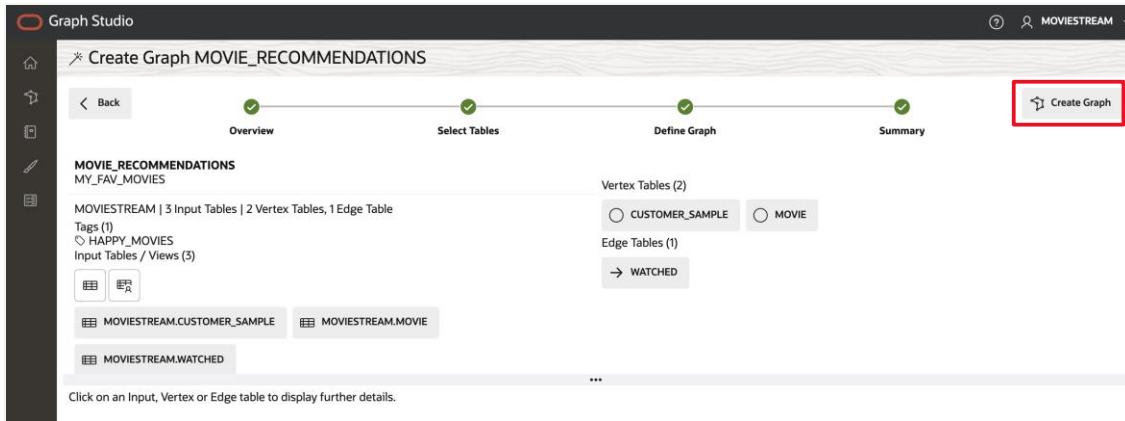 Graph Studio
MOVIESTREAM
Create Graph MOVIE_RECOMMENDATIONS
Back
Overview
Select Tables
Define Graph
Summary
Create Graph
MOVIE_RECOMMENDATIONS
MY_FAV_MOVIES
MOVIESTREAM | 3 Input Tables | 2 Vertex Tables, 1 Edge Table
Tags (1)
HAPPY_MOVIES
Input Tables / Views (3)
MOVIESTREAM.CUSTOMER_SAMPLE
MOVIESTREAM.MOVIE
MOVIESTREAM.WATCHED
Vertex Tables (2)
CUSTOMER_SAMPLE
MOVIE
Edge Tables (1)
WATCHED
Click on an Input, Vertex or Edge table to display further details.